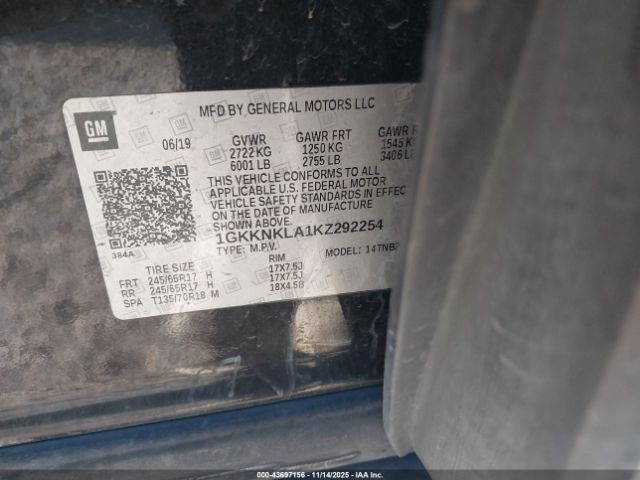 GM
MFD BY GENERAL MOTORS LLC
06/19 GVWR GAWR FRT GAWR
2722 KG 1250 KG 1545 K
6001 LB 2755 LB 3406 L
THIS VEHICLE CONFORMS TO ALL
APPLICABLE U.S. FEDERAL MOTOR
VEHICLE SAFETY STANDARDS IN EFFEC
ON THE DATE OF MANUFACTURE
SHOWN ABOVE.
1GKKNKLA1KZ292254
384A TYPE: M.P.V. MODEL: 14TNB
TIRE SIZE RIM
FRT 245/65R17 H 17X7.5J
RR 245/65R17 H 17X7.5J
SPA T135/70R18 M 18X4.5B
000-43697156 - 11/14/2025 - IAAI Inc.